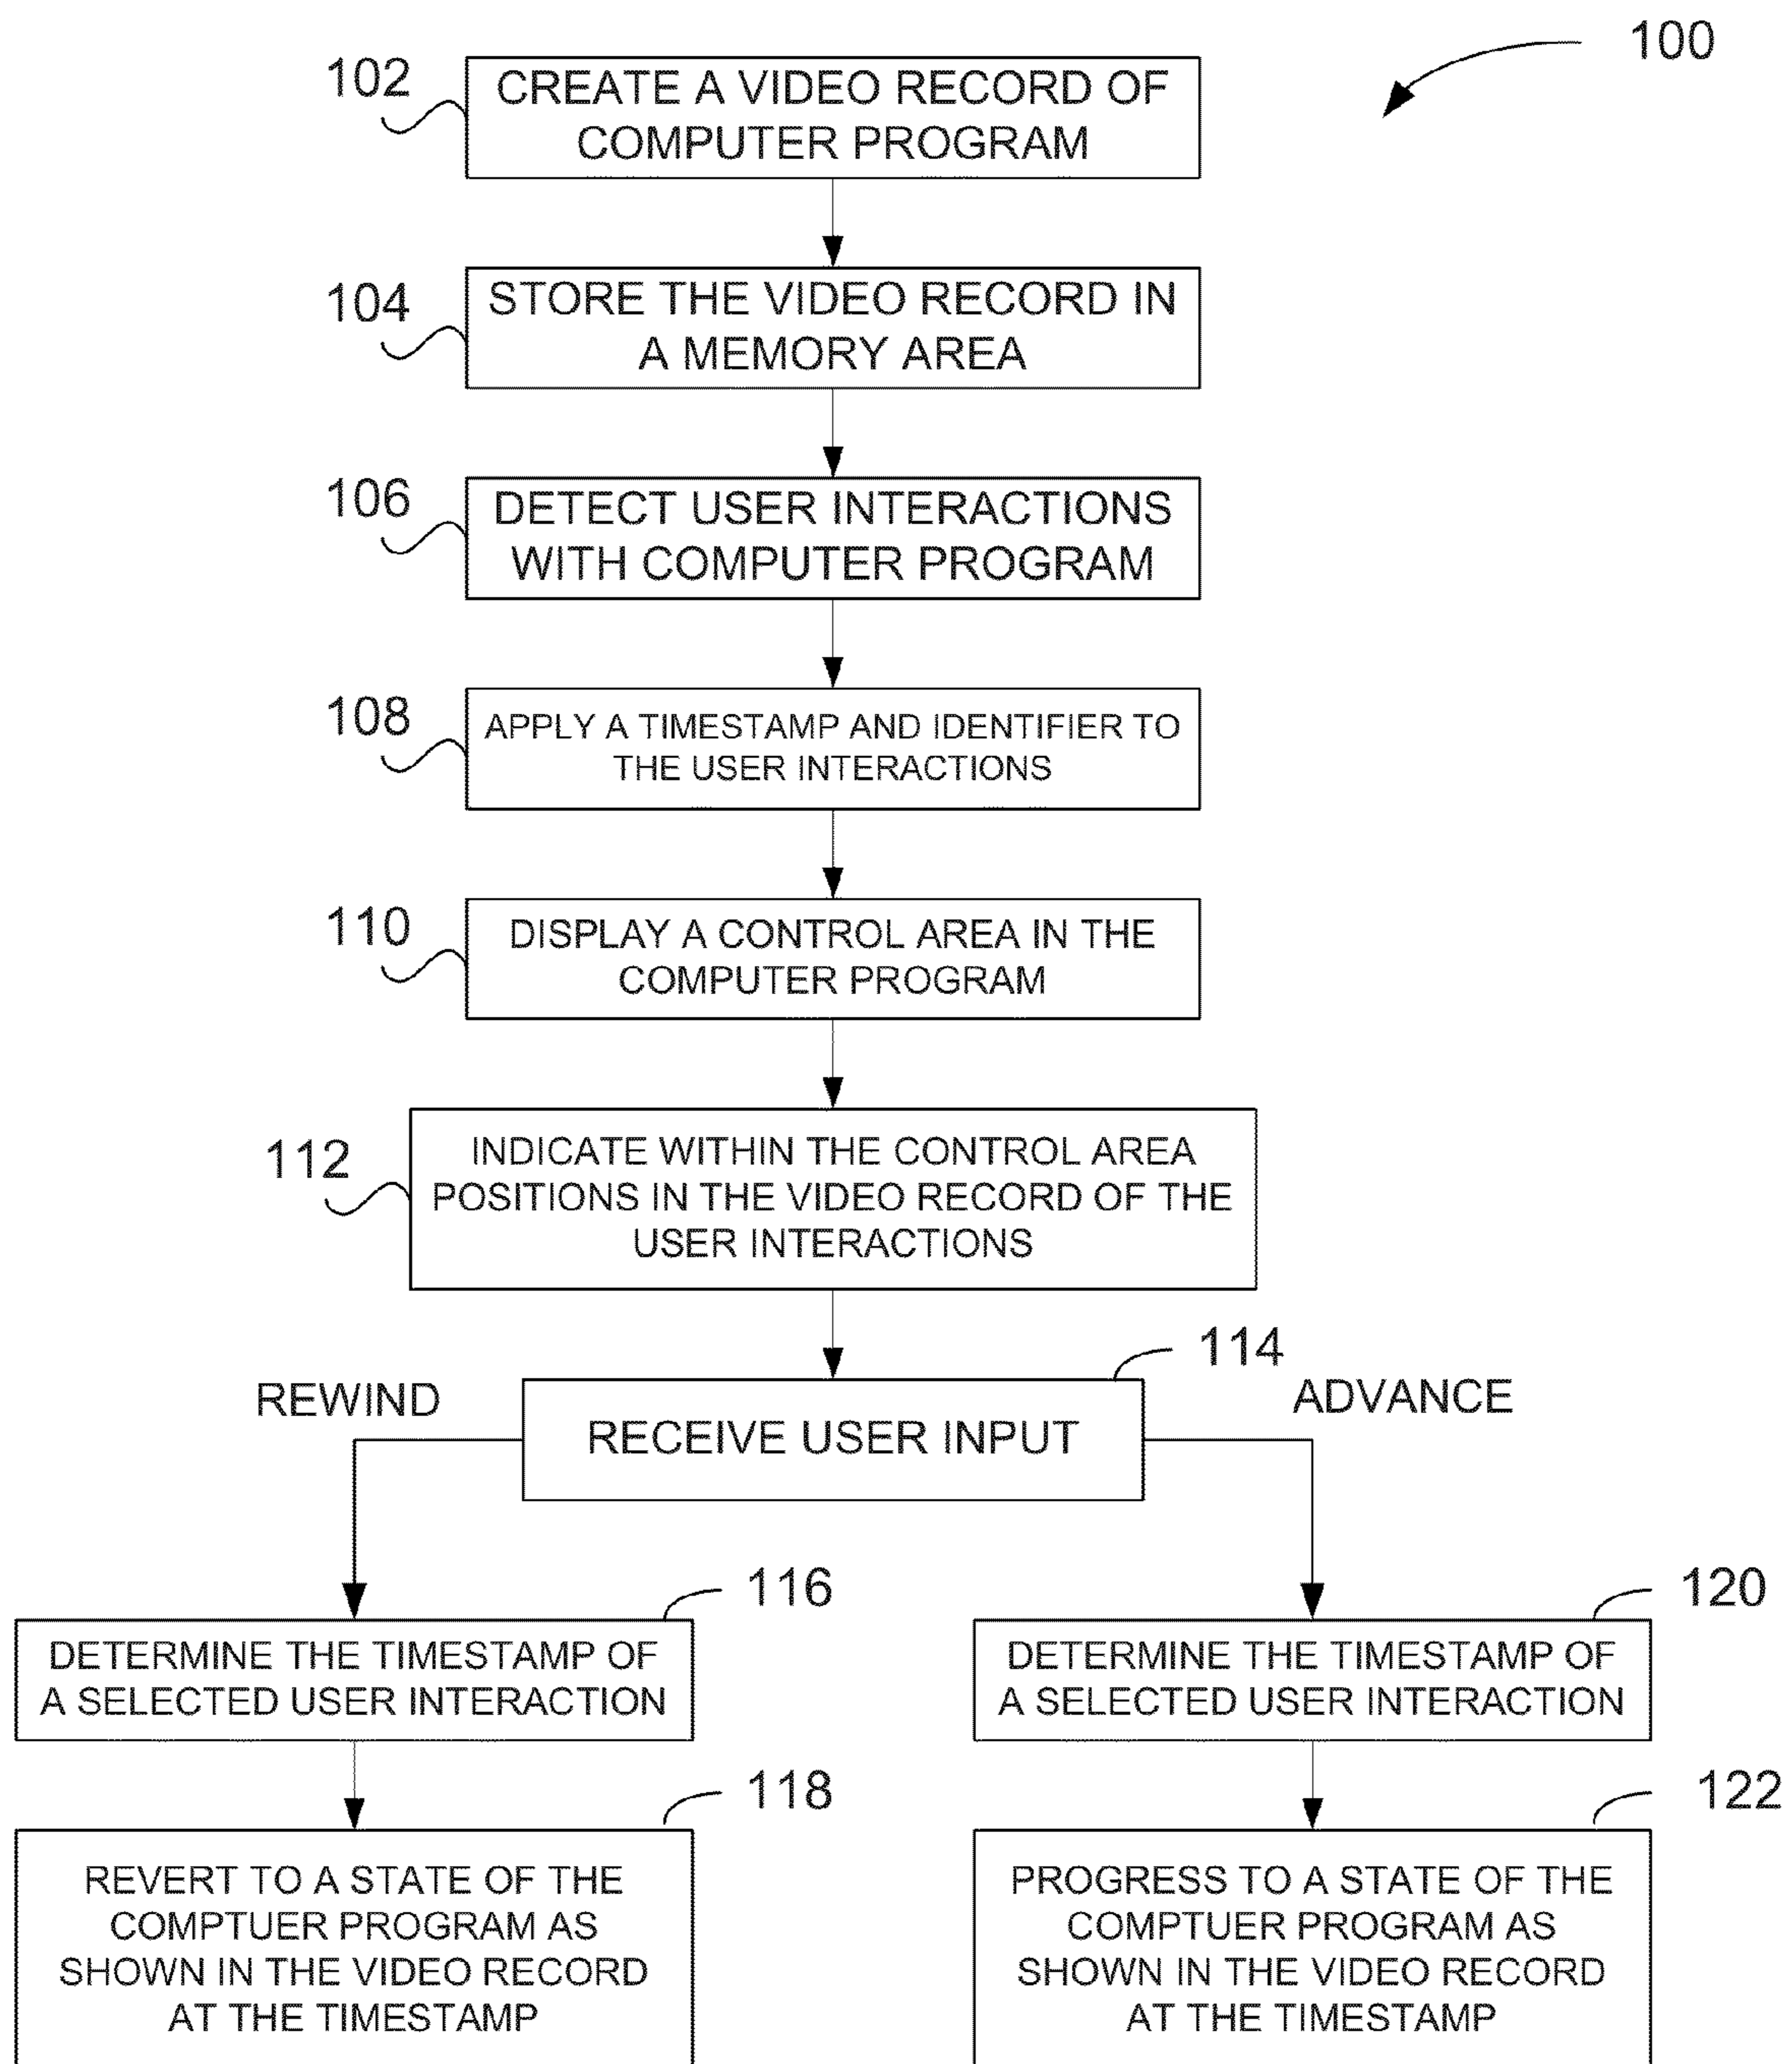 100
102
CREATE A VIDEO RECORD OF
COMPUTER PROGRAM
104
STORE THE VIDEO RECORD IN
A MEMORY AREA
106
DETECT USER INTERACTIONS
WITH COMPUTER PROGRAM
108
APPLY A TIMESTAMP AND IDENTIFIER TO
THE USER INTERACTIONS
110
DISPLAY A CONTROL AREA IN THE
COMPUTER PROGRAM
112
INDICATE WITHIN THE CONTROL AREA
POSITIONS IN THE VIDEO RECORD OF THE
USER INTERACTIONS
114
REWIND
RECEIVE USER INPUT
ADVANCE
116
DETERMINE THE TIMESTAMP OF
A SELECTED USER INTERACTION
120
DETERMINE THE TIMESTAMP OF
A SELECTED USER INTERACTION
118
REVERT TO A STATE OF THE
COMPTUER PROGRAM AS
SHOWN IN THE VIDEO RECORD
AT THE TIMESTAMP
122
PROGRESS TO A STATE OF THE
COMPTUER PROGRAM AS
SHOWN IN THE VIDEO RECORD
AT THE TIMESTAMP